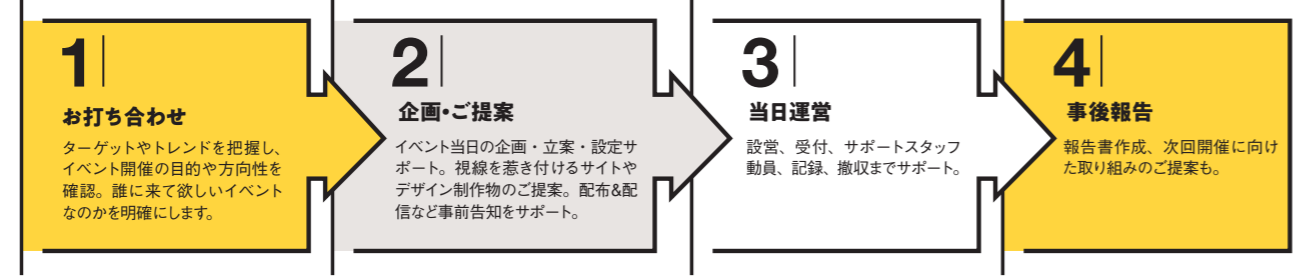 1
お打ち合わせ
ターゲットやトレンドを把握し、
イベント開催の目的や方向性を
確認。誰に来て欲しいイベント
なのかを明確にします。
2
企画・ご提案
イベント当日の企画・立案・設定サ
ポート。視線を惹き付けるサイトや
デザイン制作物のご提案。配布&配
信など事前告知をサポート。
3
当日運営
設営、受付、サポートスタッフ
動員、記録、撤収までサポート。
4
事後報告
報告書作成、次回開催に向け
た取り組みのご提案も。